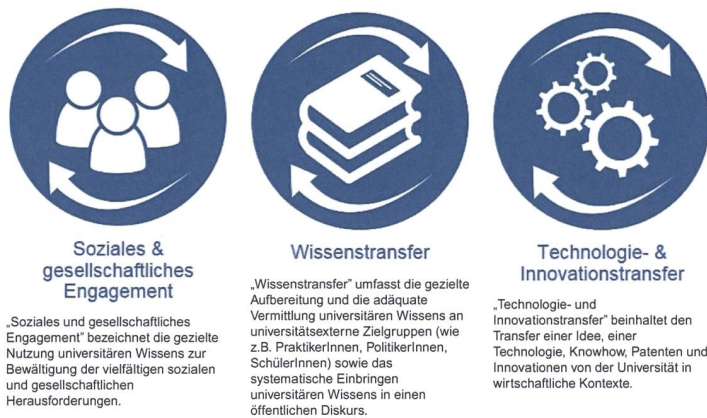 Soziales &
gesellschaftliches
Engagement
„Soziales und gesellschaftliches
Engagement" bezeichnet die gezielte
Nutzung universitären Wissens zur
Bewältigung der vielfältigen sozialen
und gesellschaftlichen
Herausforderungen.
Wissenstransfer
„Wissenstransfer" umfasst die gezielte
Aufbereitung und die adäquate
Vermittlung universitären Wissens an
universitätsexterne Zielgruppen (wie
z.B. PraktikerInnen, PolitikerInnen,
SchülerInnen) sowie das
systematische Einbringen
universitären Wissens in einen
öffentlichen Diskurs.
Technologie- &
Innovationstransfer
„Technologie- und
Innovationstransfer" beinhaltet den
Transfer einer Idee, einer
Technologie, Knowhow, Patenten und
Innovationen von der Universität in
wirtschaftliche Kontexte.